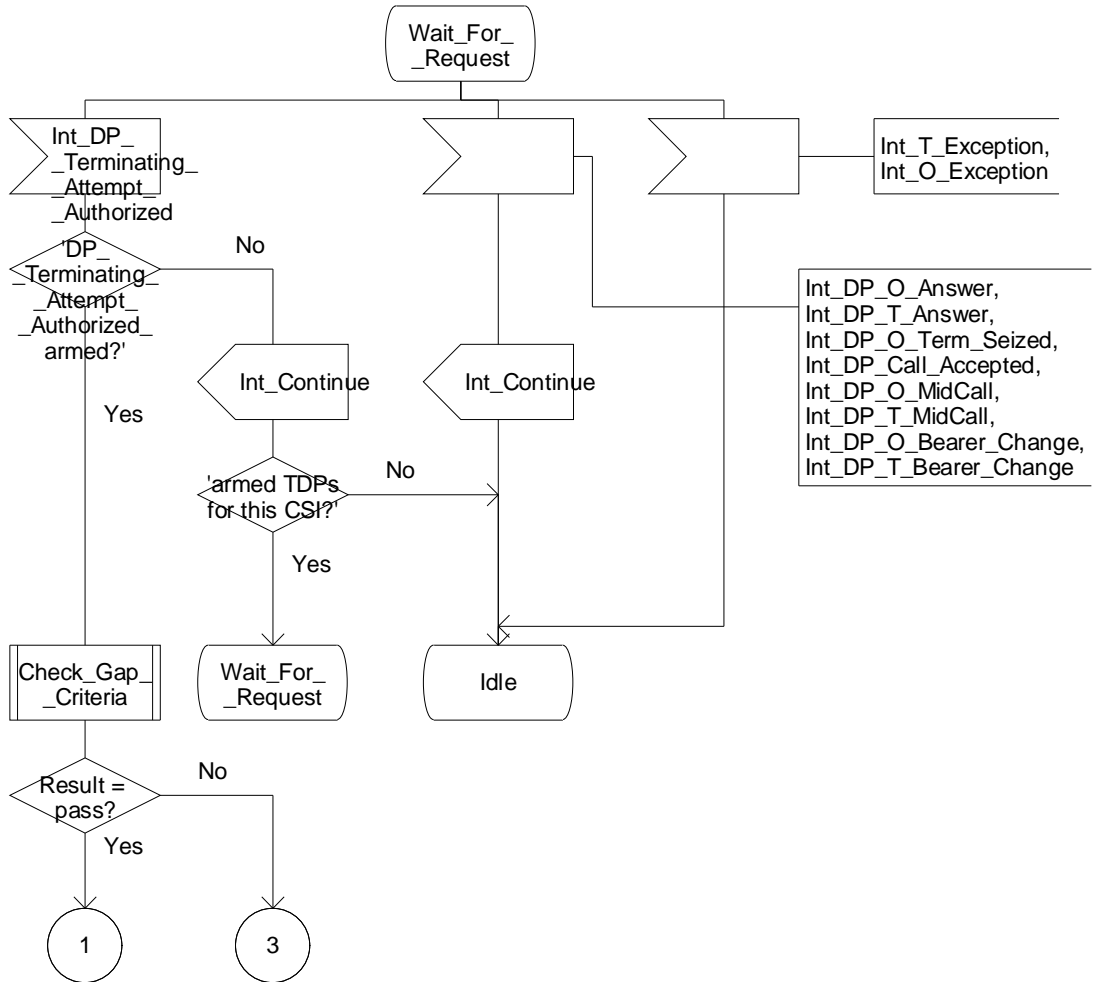 Wait_For_
_Request
Int_DP_
_Terminating_
_Attempt_
_Authorized
Int_T_Exception,
Int_O_Exception
'DP_
_Terminating_
_Attempt_
_Authorized_
armed?'
No
Int_DP_O_Answer,
Int_DP_T_Answer,
Int_DP_O_Term_Seized,
Int_DP_Call_Accepted,
Int_DP_O_MidCall,
Int_DP_T_MidCall,
Int_DP_O_Bearer_Change,
Int_DP_T_Bearer_Change
Int_Continue
Int_Continue
Yes
'armed TDPs
for this CSI?'
No
Yes
Check_Gap_
_Criteria
Wait_For_
_Request
Idle
Result =
pass?
No
Yes
1
3